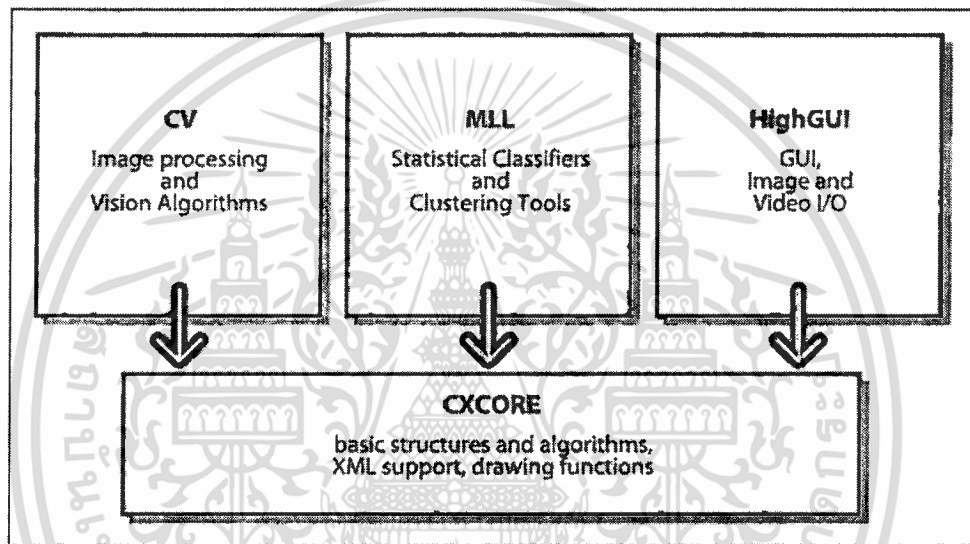 CV
Image processing
and
Vision Algorithms
MLL
Statistical Classifiers
and
Clustering Tools
HighGUI
GUI,
Image and
Video I/O
CXCORE
basic structures and algorithms,
XML support, drawing functions